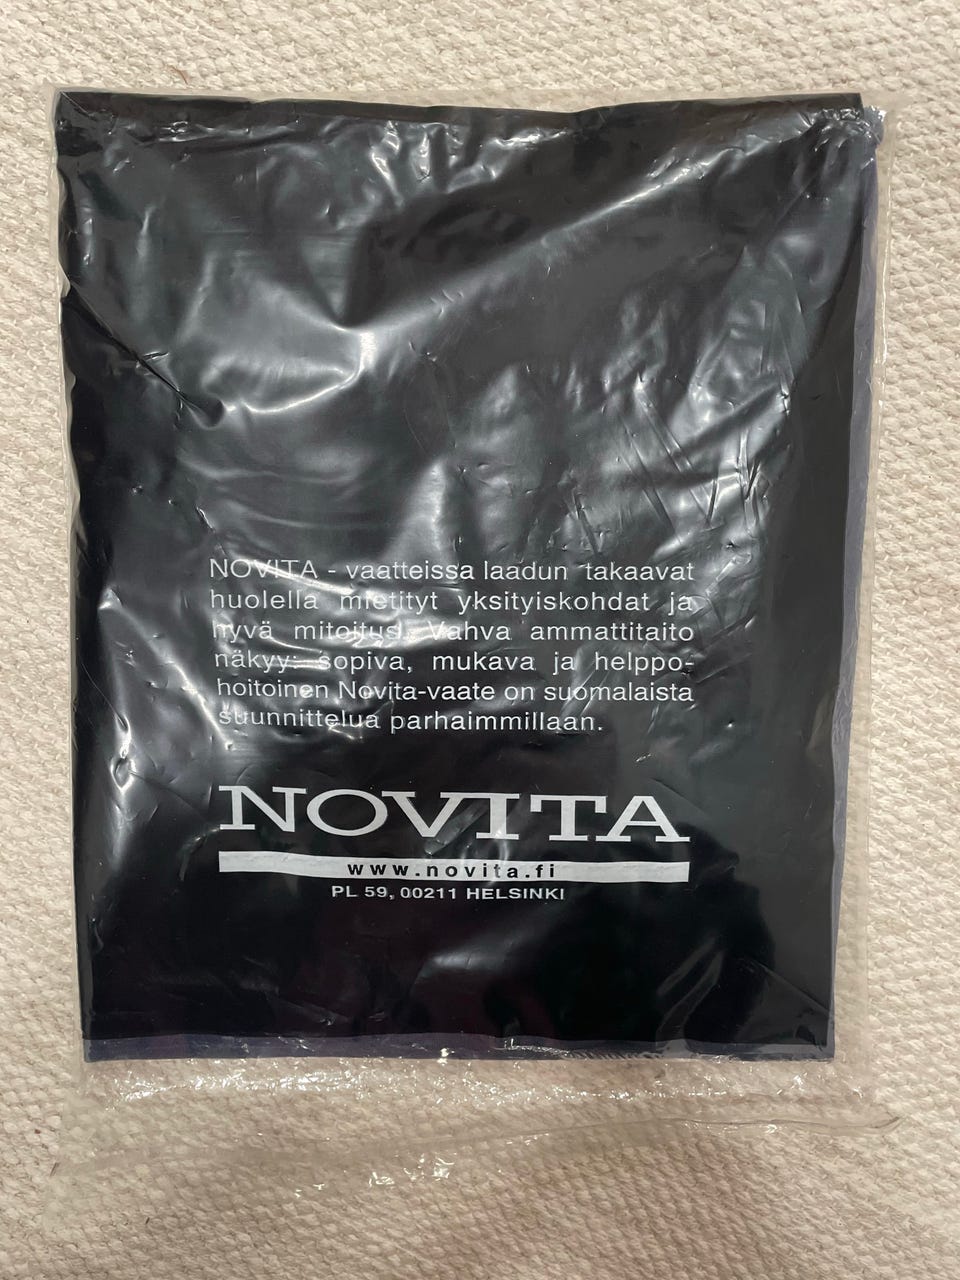 NOVITA - vaatteissa laadun takaavat
huolella mietityt yksityiskohdat ja
hyvä mitoitus. Vahva ammattitaito
näkyy: sopiva, mukava ja helppo-
hoitoinen Novita-vaate on suomalaista
suunnittelua parhaimmillaan.
NOVITA
www.novita.fi
PL 59, 00211 HELSINKI